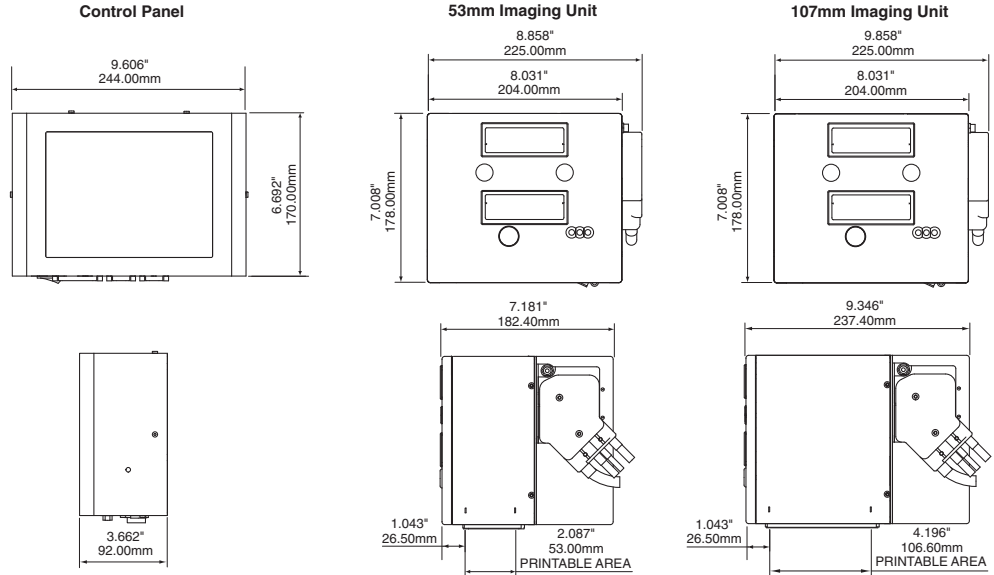 Control Panel
9.606"
244.00mm
6.692"
170.00mm
3.662"
92.00mm
53mm Imaging Unit
8.858"
225.00mm
8.031"
204.00mm
7.008"
178.00mm
7.181"
182.40mm
1.043"
26.50mm
2.087"
53.00mm
PRINTABLE AREA
107mm Imaging Unit
9.858"
225.00mm
8.031"
204.00mm
7.008"
178.00mm
9.346"
237.40mm
1.043"
26.50mm
4.196"
106.60mm
PRINTABLE AREA